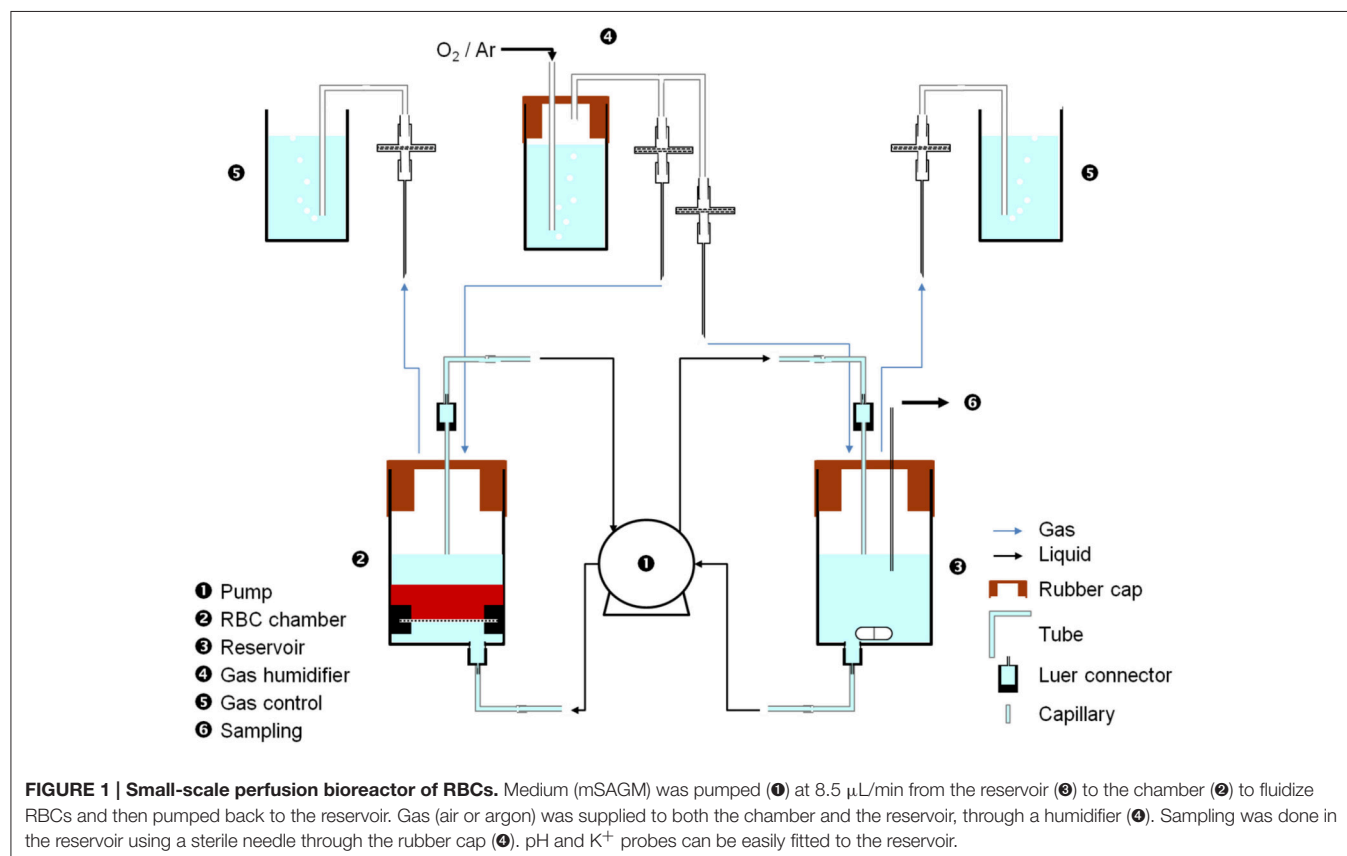 O₂ / Ar
❹
❺
❺
❻
❷
❶
❸
❶ Pump
❷ RBC chamber
❸ Reservoir
❹ Gas humidifier
❺ Gas control
❻ Sampling
Gas
Liquid
Rubber cap
Tube
Luer connector
Capillary
FIGURE 1 | Small-scale perfusion bioreactor of RBCs. Medium (mSAGM) was pumped (❶) at 8.5 μL/min from the reservoir (❸) to the chamber (❷) to fluidize
RBCs and then pumped back to the reservoir. Gas (air or argon) was supplied to both the chamber and the reservoir, through a humidifier (❹). Sampling was done in
the reservoir using a sterile needle through the rubber cap (❹). pH and K⁺ probes can be easily fitted to the reservoir.